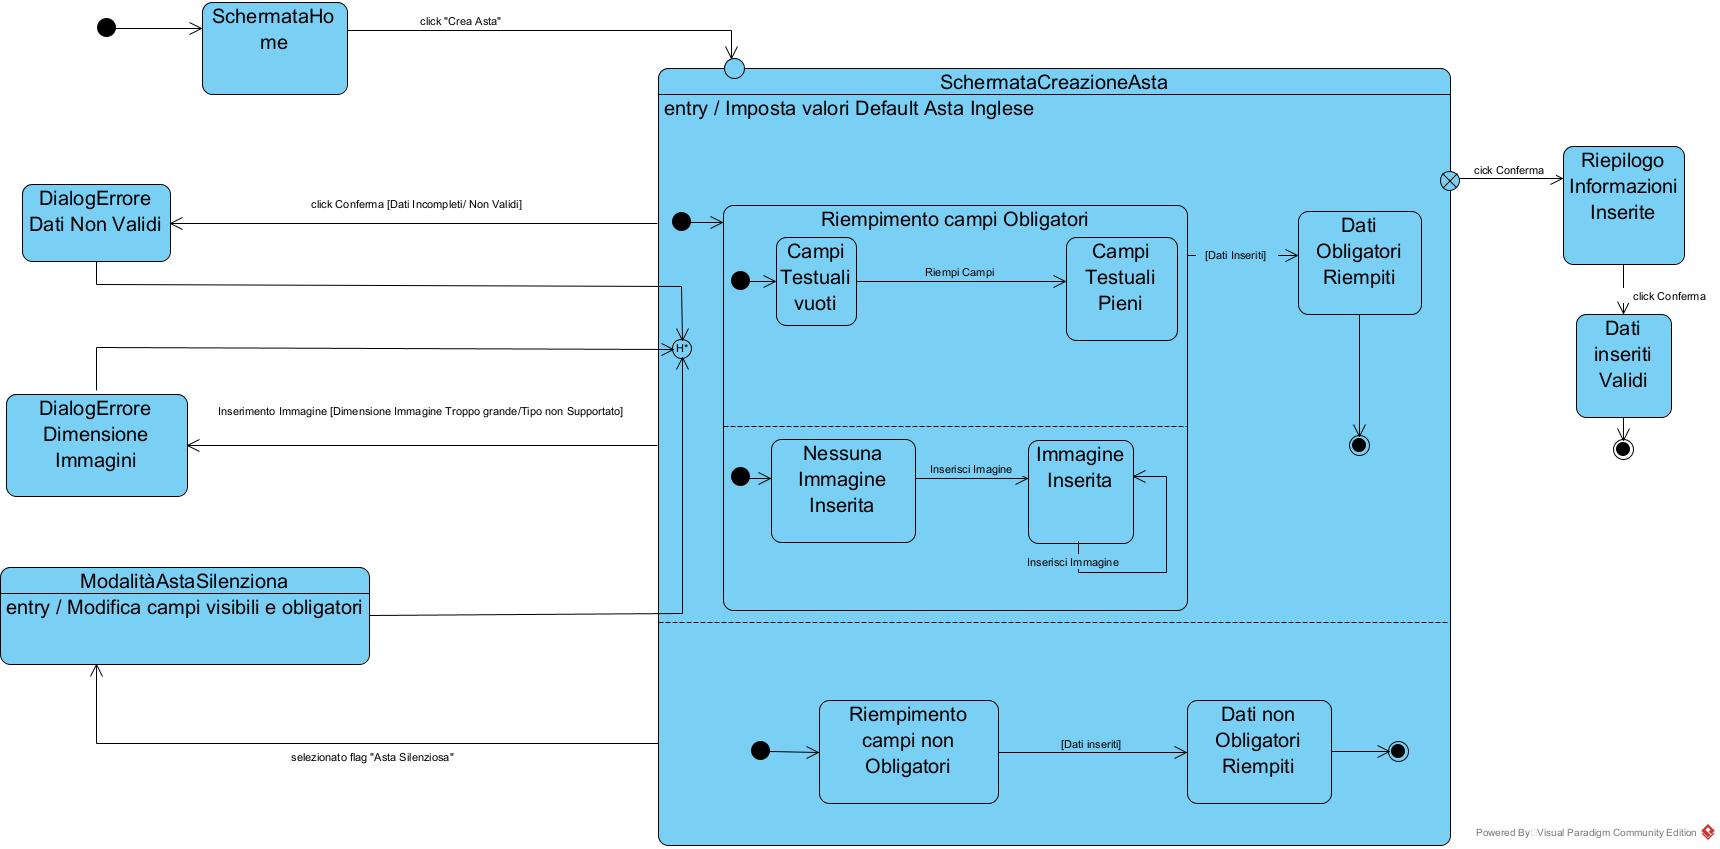 SchermataHo
me
click "Crea Asta"
SchermataCreazioneAsta
entry / Imposta valori Default Asta Inglese
cick Conferma
Riepilogo
Informazioni
Inserite
DialogErrore
Dati Non Validi
click Conferma [Dati Incompleti/ Non Validi]
Riempimento campi Obligatori
Campi
Testuali
vuoti
Riempi Campi
Campi
Testuali
Pieni
[Dati Inseriti]
Dati
Obligatori
Riempiti
click Conferma
Dati
inseriti
Validi
H*
DialogErrore
Dimensione
Immagini
Inserimento Immagine [Dimensione Immagine Troppo grande/Tipo non Supportato]
Nessuna
Immagine
Inserita
Inserisci Imagine
Immagine
Inserita
Inserisci Immagine
ModalitàAstaSilenziona
entry / Modifica campi visibili e obligatori
selezionato flag "Asta Silenziosa"
Riempimento
campi non
Obligatori
[Dati inseriti]
Dati non
Obligatori
Riempiti
Powered By Visual Paradigm Community Edition